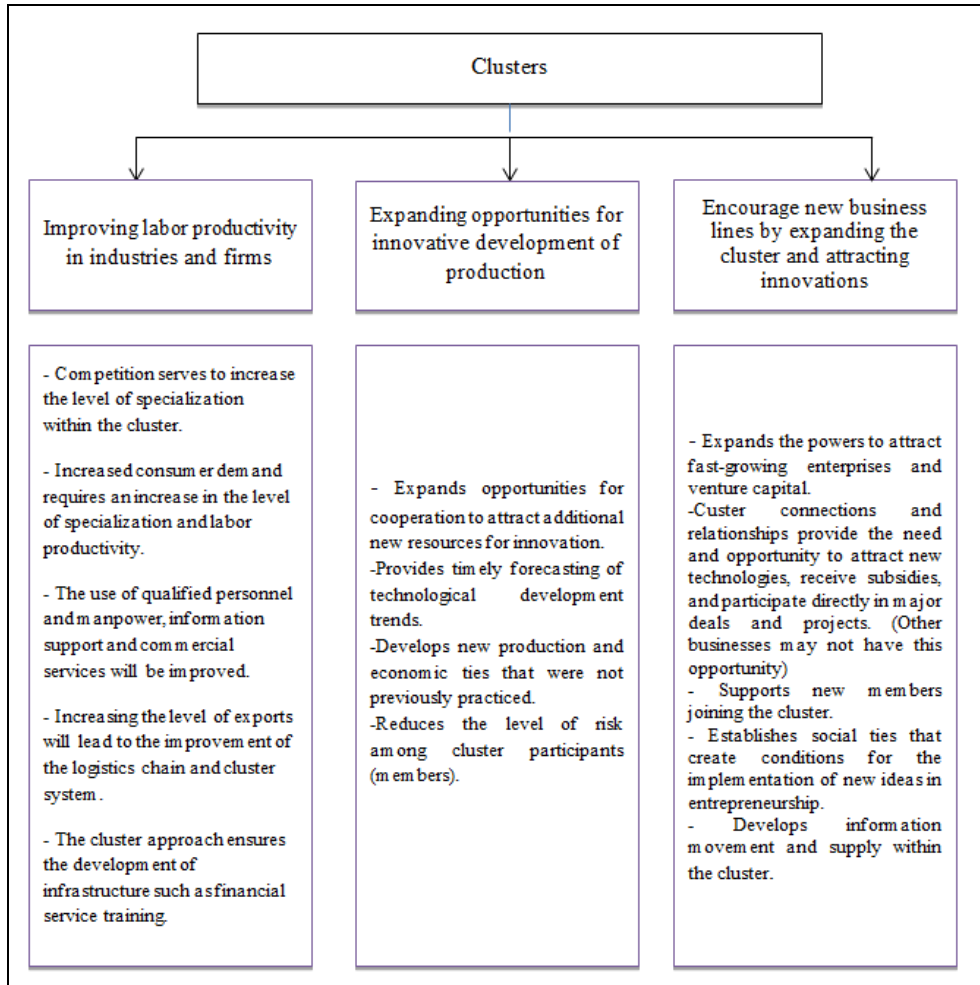 Clusters
Improving labor productivity
in industries and firms
Expanding opportunities for
innovative development of
production
Encourage new business
lines by expanding the
cluster and attracting
innovations
- Competition serves to increase
the level of specialization
within the cluster.
- Increased consumer demand
requires an increase in the level
of specialization and labor
productivity.
- The use of qualified personnel
and manpower, information
support and commercial
services will be improved.
- Increasing the level of exports
will lead to the improvement of
the logistics chain and cluster
system.
- The cluster approach ensures
the development of
infrastructure such as financial
service training.
- Expands opportunities for
cooperation to attract additional
new resources for innovation.
-Provides timely forecasting of
technological development
trends.
-Develops new production and
economic ties that were not
previously practiced.
-Reduces the level of risk
among cluster participants
(members).
- Expands the powers to attract
fast-growing enterprises and
venture capital.
-Custer connections and
relationships provide the need
and opportunity to attract new
technologies, receive subsidies,
and participate directly in major
deals and projects. (Other
businesses may not have this
opportunity)
- Supports new members
joining the cluster.
- Establishes social ties that
create conditions for the
implementation of new ideas in
entrepreneurship.
- Develops information
movement and supply within
the cluster.